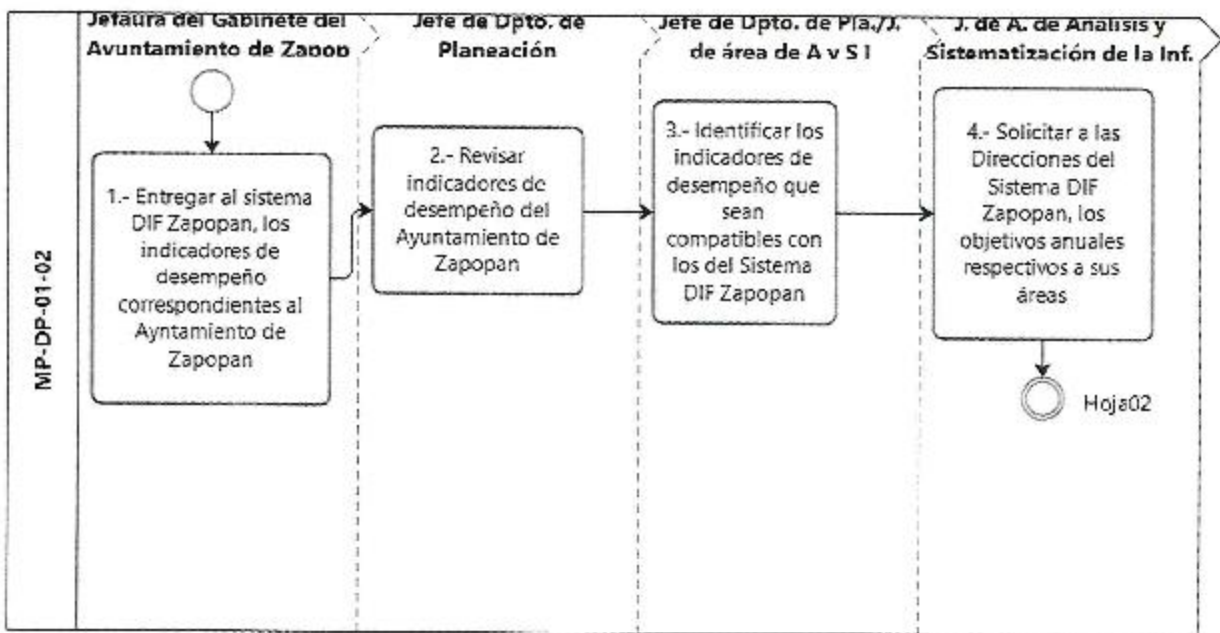 MP-DP-01-02
Jefaura del Gabinete del
Ayuntamiento de Zapop
Jefe de Dpto. de
Planeación
Jefe de Dpto. de Pla./J.
de área de A y S I
J. de A. de Análisis y
Sistematización de la Inf.
1.- Entregar al sistema
DIF Zapopan, los
indicadores de
desempeño
correspondientes al
Ayntamiento de
Zapopan
2.- Revisar
indicadores de
desempeño del
Ayuntamiento de
Zapopan
3.- Identificar los
indicadores de
desempeño que
sean
compatibles con
los del Sistema
DIF Zapopan
4.- Solicitar a las
Direcciones del
Sistema DIF
Zapopan, los
objetivos anuales
respectivos a sus
áreas
Hoja02